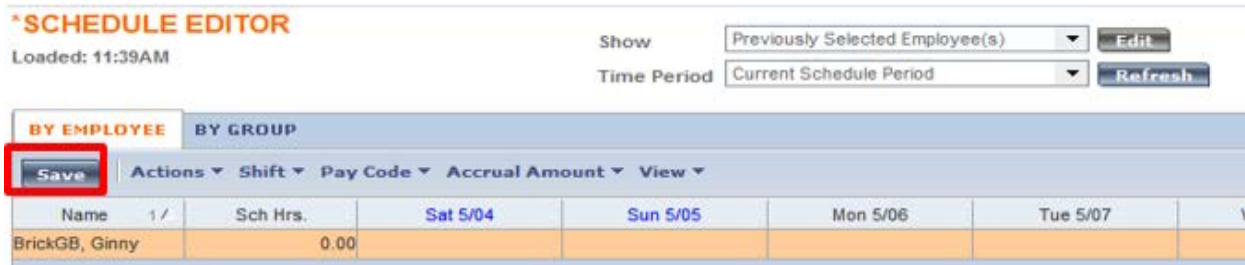 *SCHEDULE EDITOR
Loaded: 11:39AM
Show Previously Selected Employee(s) Edit
Time Period Current Schedule Period Refresh
BY EMPLOYEE BY GROUP
Save Actions Shift Pay Code Accrual Amount View
Name 1/ Sch Hrs. Sat 5/04 Sun 5/05 Mon 5/06 Tue 5/07
BrickGB, Ginny 0.00